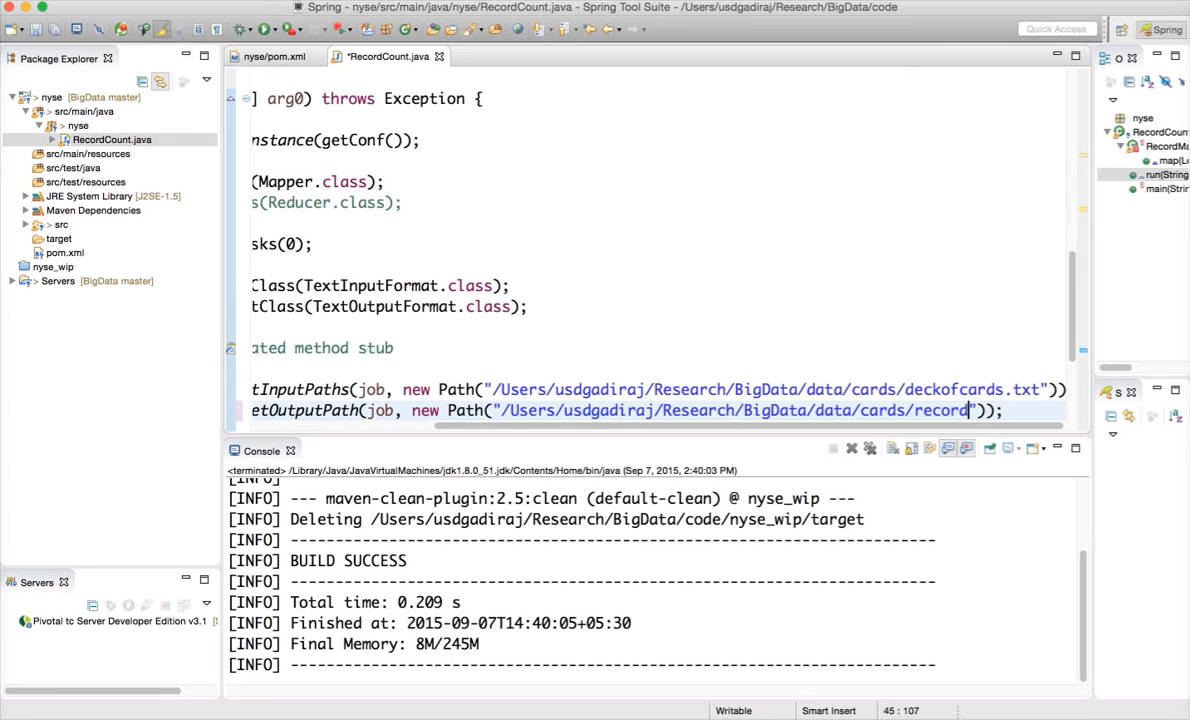 Spring - nyse/src/main/java/nyse/RecordCount.java - Spring Tool Suite - /Users/usdgadiraj/Research/BigData/code
Quick Access
Spring
Package Explorer
nyse/pom.xml
*RecordCount.java
nyse [BigData master]
src/main/java
nyse
RecordCount.java
src/main/resources
src/test/java
src/test/resources
JRE System Library [J2SE-1.5]
Maven Dependencies
src
target
pom.xml
nyse_wip
Servers [BigData master]
] arg0) throws Exception {
nstance(getConf());
(Mapper.class);
s(Reducer.class);
sks(0);
Class(TextInputFormat.class);
tClass(TextOutputFormat.class);
ated method stub
tInputPaths(job, new Path("/Users/usdgadiraj/Research/BigData/data/cards/deckofcards.txt"))
etOutputPath(job, new Path("/Users/usdgadiraj/Research/BigData/data/cards/record"));
O
nyse
RecordCount
RecordMa
map(Lo
run(String
main(Strin
S
Console
<terminated> /Library/Java/JavaVirtualMachines/jdk1.8.0_51.jdk/Contents/Home/bin/java (Sep 7, 2015, 2:40:03 PM)
[INFO]
[INFO] --- maven-clean-plugin:2.5:clean (default-clean) @ nyse_wip ---
[INFO] Deleting /Users/usdgadiraj/Research/BigData/code/nyse_wip/target
[INFO] ------------------------------------------------------------------------
[INFO] BUILD SUCCESS
[INFO] ------------------------------------------------------------------------
[INFO] Total time: 0.209 s
[INFO] Finished at: 2015-09-07T14:40:05+05:30
[INFO] Final Memory: 8M/245M
[INFO] ------------------------------------------------------------------------
Servers
Pivotal tc Server Developer Edition v3.1
Writable
Smart Insert
45 : 107